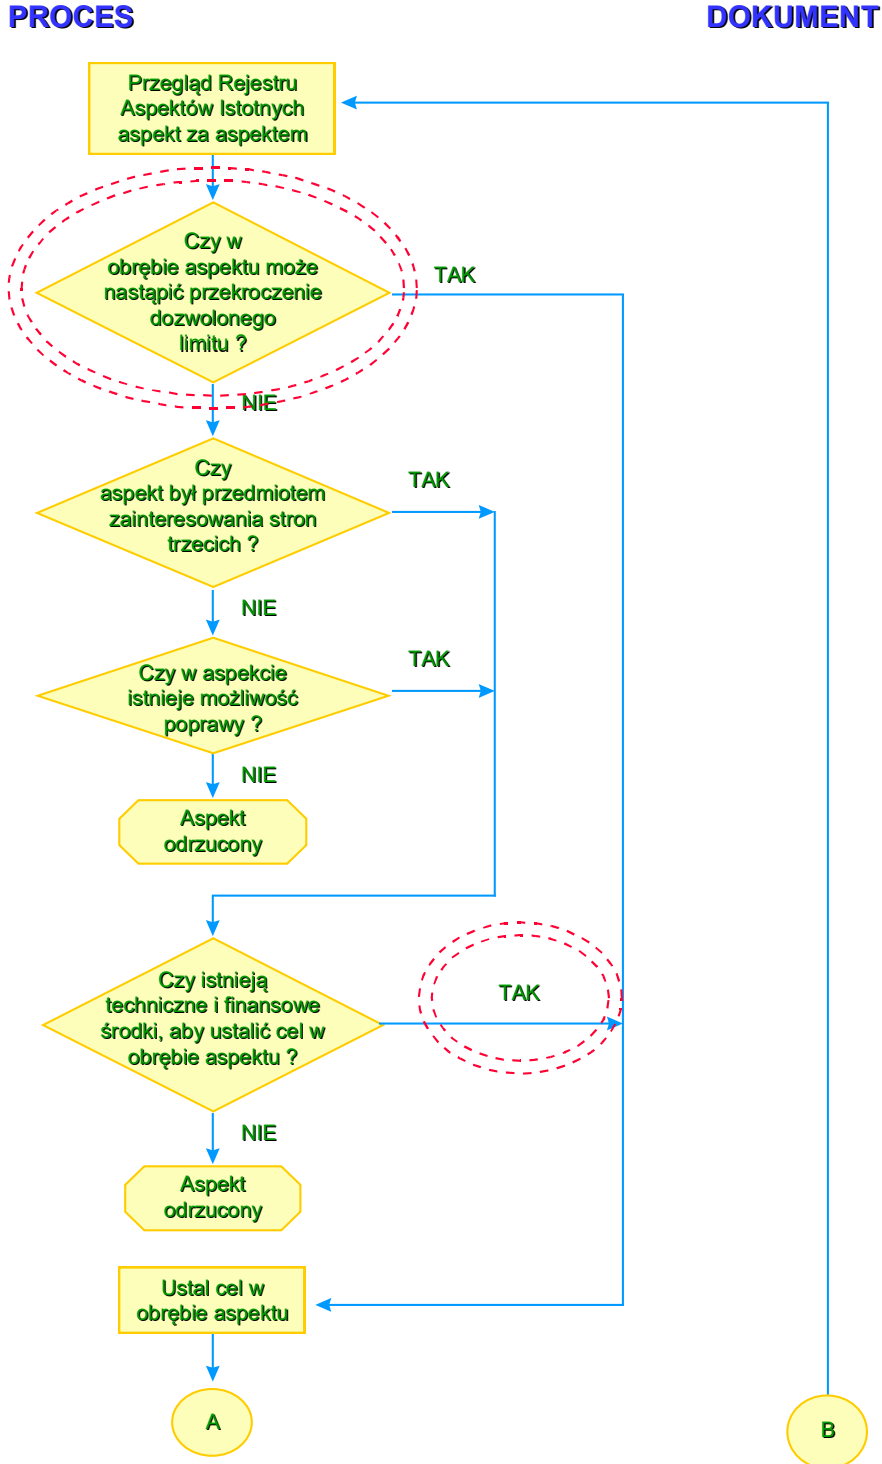 PROCES
DOKUMENT
Przegląd Rejestru
Aspektów Istotnych
aspekt za aspektem
Czy w
obrębie aspektu może
nastąpić przekroczenie
dozwolonego
limitu ?
TAK
NIE
Czy
aspekt był przedmiotem
zainteresowania stron
trzecich ?
TAK
NIE
Czy w aspekcie
istnieje możliwość
poprawy ?
TAK
NIE
Aspekt
odrzucony
Czy istnieją
techniczne i finansowe
środki, aby ustalić cel w
obrębie aspektu ?
TAK
NIE
Aspekt
odrzucony
Ustal cel w
obrębie aspektu
A
B